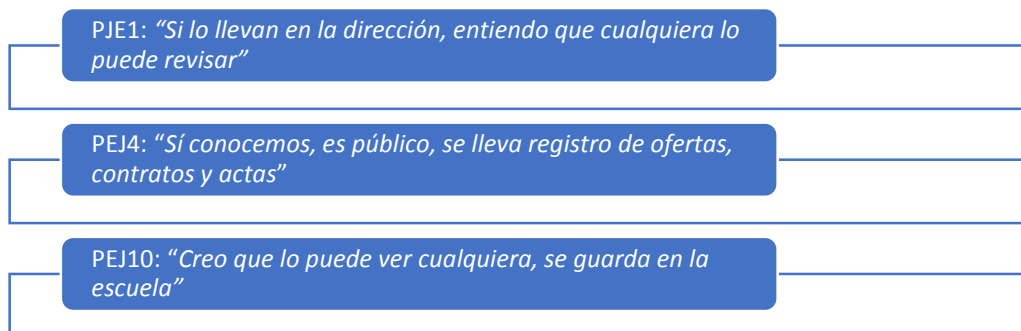 PJE1: “Si lo llevan en la dirección, entiendo que cualquiera lo
puede revisar”
PEJ4: “Sí conocemos, es público, se lleva registro de ofertas,
contratos y actas”
PEJ10: “Creo que lo puede ver cualquiera, se guarda en la
escuela”